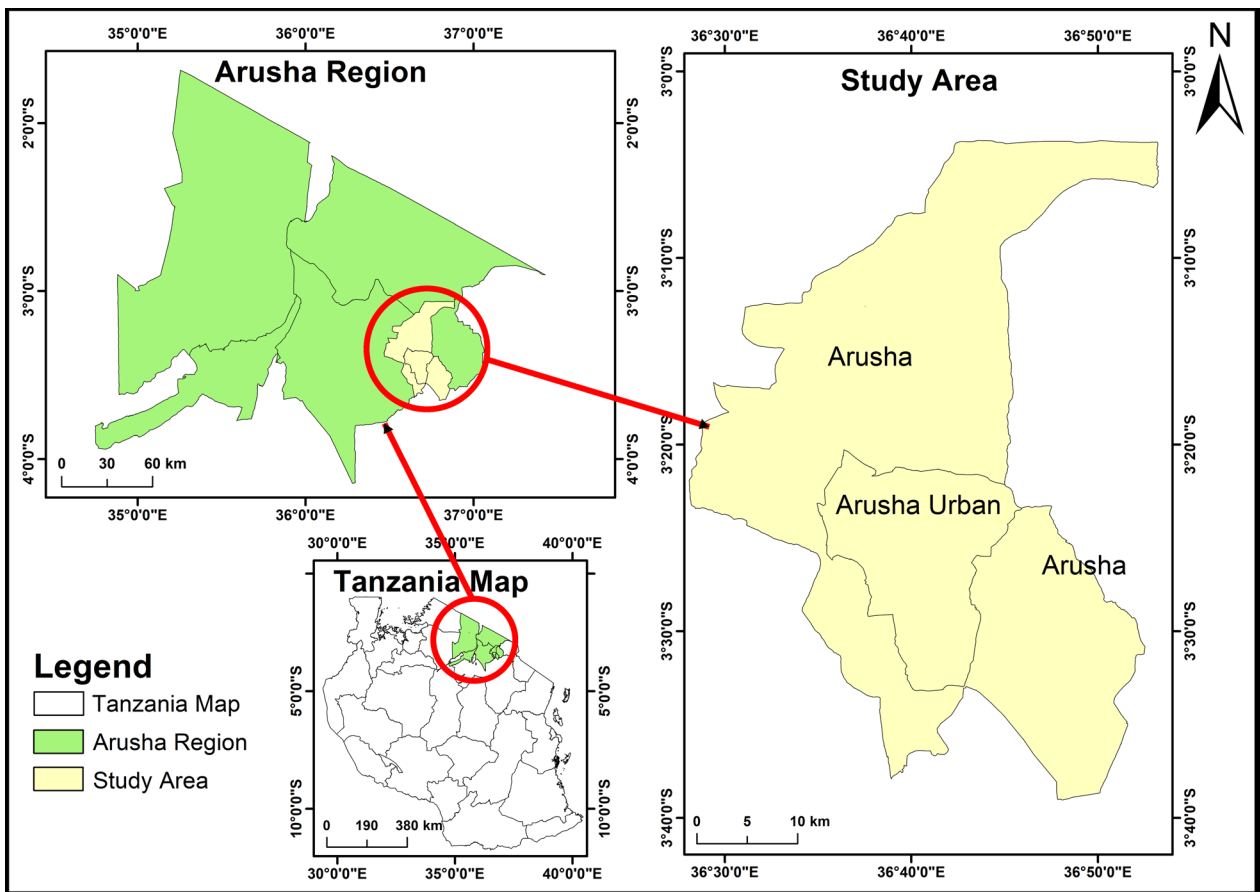 35°0'0"E 36°0'0"E 37°0'0"E
Arusha Region
2°0'0"S 2°0'0"S
3°0'0"S 3°0'0"S
4°0'0"S 4°0'0"S
0 30 60 km
35°0'0"E 36°0'0"E 37°0'0"E
30°0'0"E 35°0'0"E 40°0'0"E
Tanzania Map
5°0'0"S 5°0'0"S
10°0'0"S 10°0'0"S
0 190 380 km
30°0'0"E 35°0'0"E 40°0'0"E
Legend
Tanzania Map
Arusha Region
Study Area
36°30'0"E 36°40'0"E 36°50'0"E
N
Study Area
3°0'0"S 3°0'0"S
3°10'0"S 3°10'0"S
Arusha
3°20'0"S 3°20'0"S
Arusha Urban
Arusha
3°30'0"S 3°30'0"S
3°40'0"S 3°40'0"S
0 5 10 km
36°30'0"E 36°40'0"E 36°50'0"E